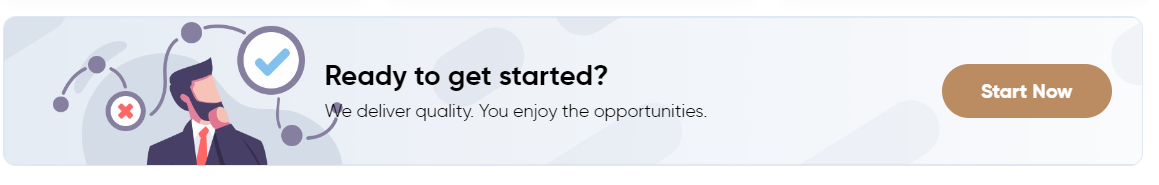 Ready to get started?
We deliver quality. You enjoy the opportunities.
Start Now